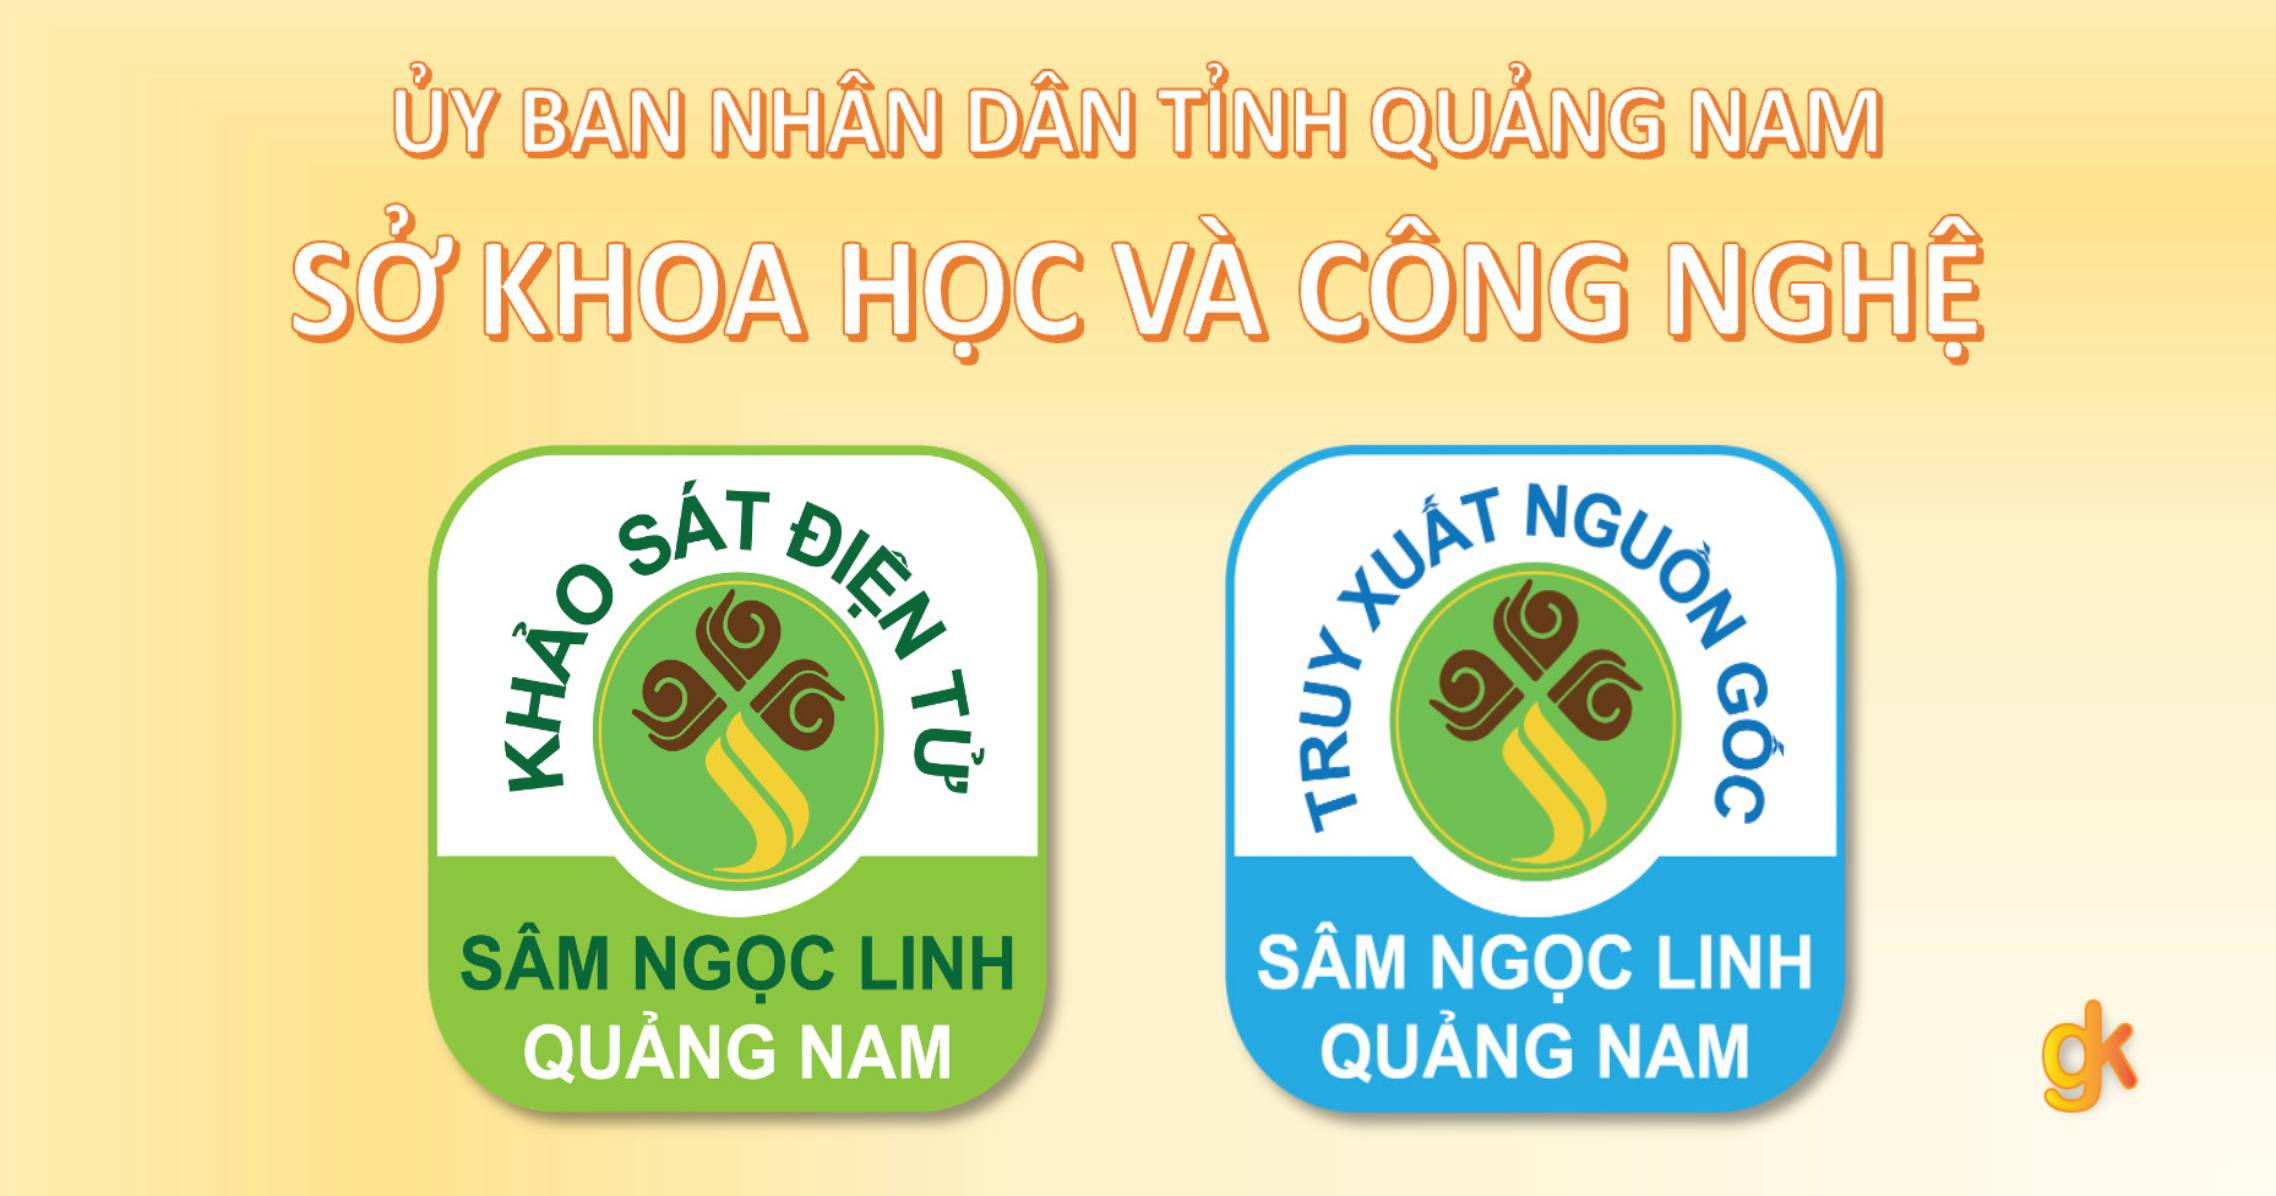 ỦY BAN NHÂN DÂN TỈNH QUẢNG NAM
SỞ KHOA HỌC VÀ CÔNG NGHỆ
KHẢO SÁT ĐIỆN TỬ
SÂM NGỌC LINH
QUẢNG NAM
TRUY XUẤT NGUỒN GỐC
SÂM NGỌC LINH
QUẢNG NAM
gk